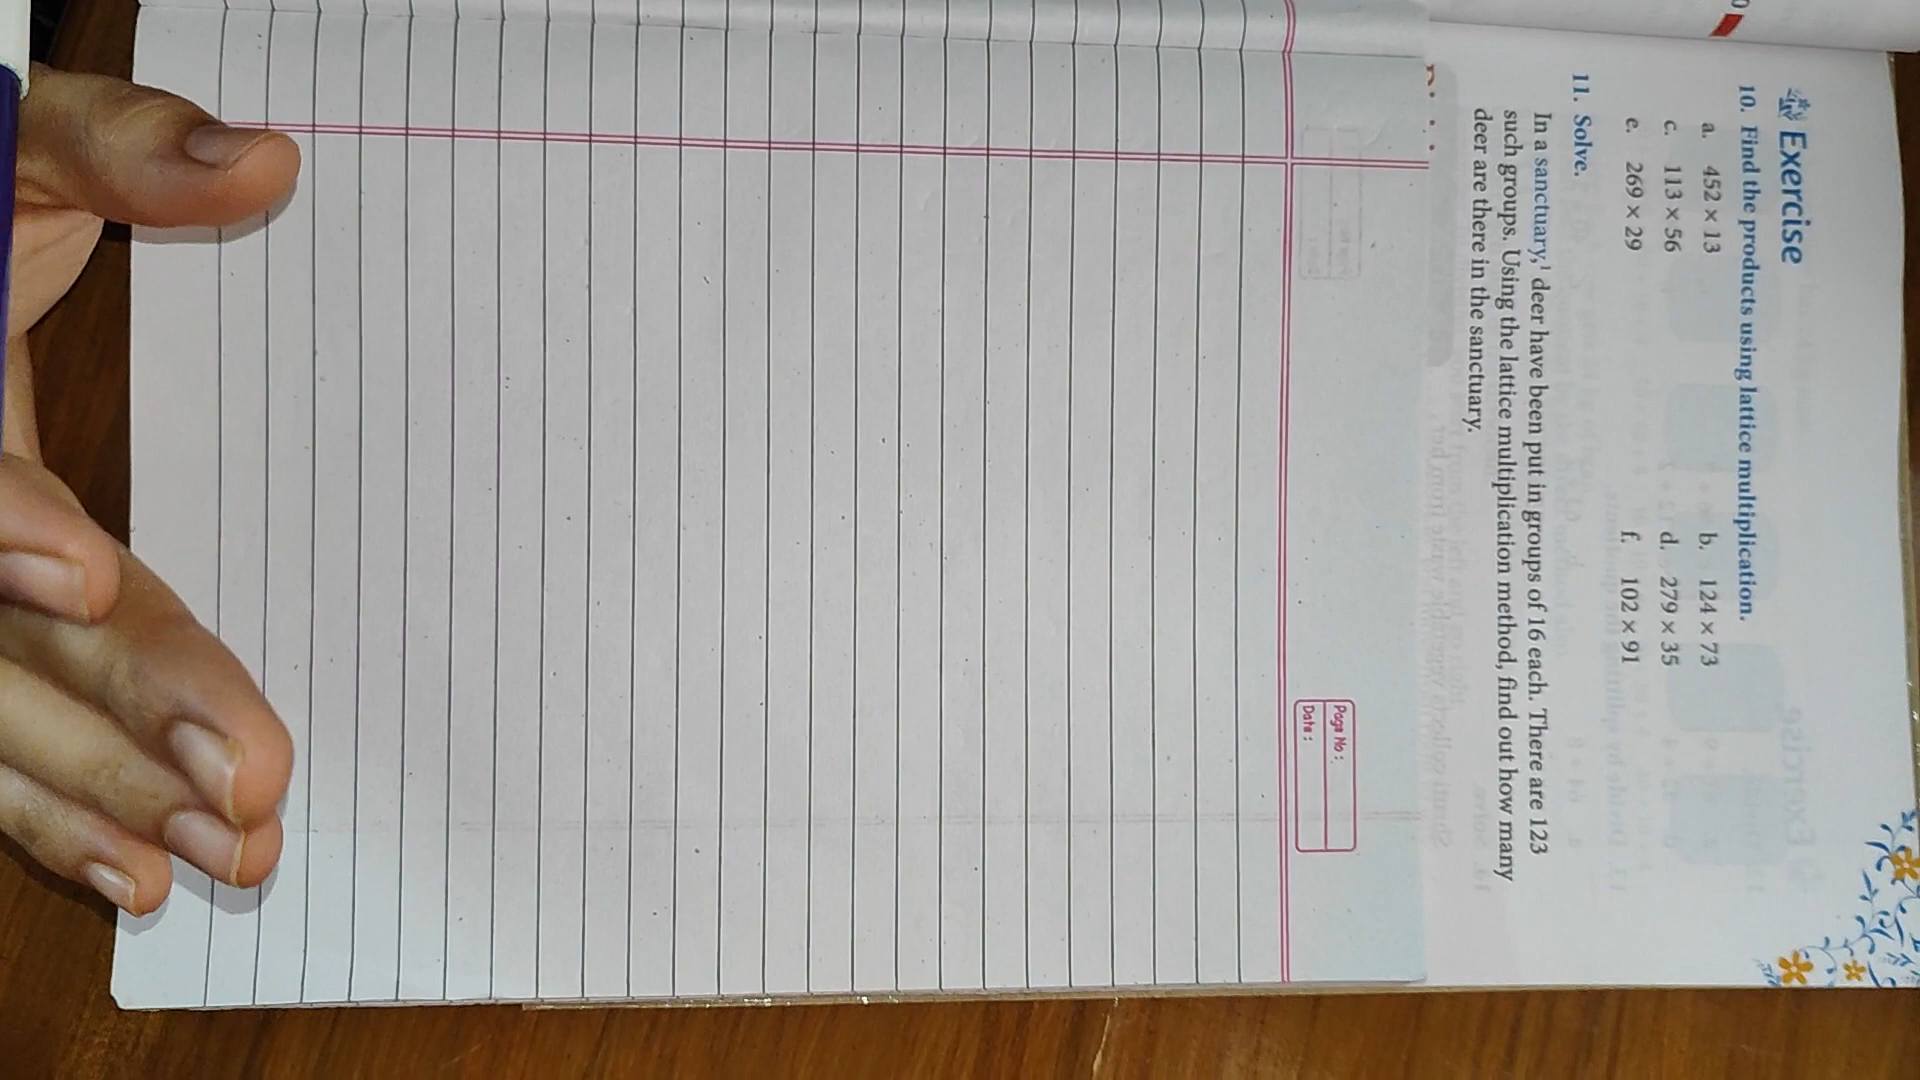 Exercise
10. Find the products using lattice multiplication.
a. 452 × 13 b. 124 × 73
c. 113 × 56 d. 279 × 35
e. 269 × 29 f. 102 × 91
11. Solve.
In a sanctuary,¹ deer have been put in groups of 16 each. There are 123
such groups. Using the lattice multiplication method, find out how many
deer are there in the sanctuary.
Page No :
Date :